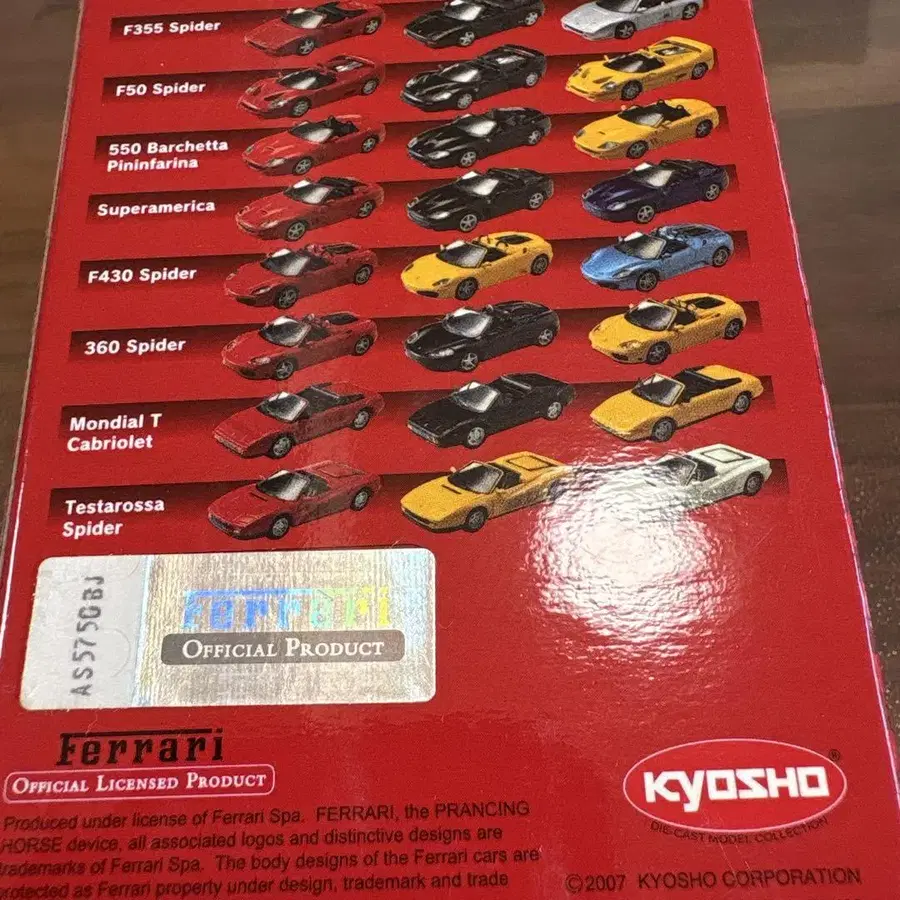 F355 Spider
F50 Spider
550 Barchetta
Pininfarina
Superamerica
F430 Spider
360 Spider
Mondial T
Cabriolet
Testarossa
Spider
AS5750BJ
Ferrari
OFFICIAL PRODUCT
Ferrari
OFFICIAL LICENSED PRODUCT
KYOSHO®
DIE-CAST MODEL COLLECTION
Produced under license of Ferrari Spa. FERRARI, the PRANCING
HORSE device, all associated logos and distinctive designs are
trademarks of Ferrari Spa. The body designs of the Ferrari cars are
protected as Ferrari property under design, trademark and trade
©2007 KYOSHO CORPORATION